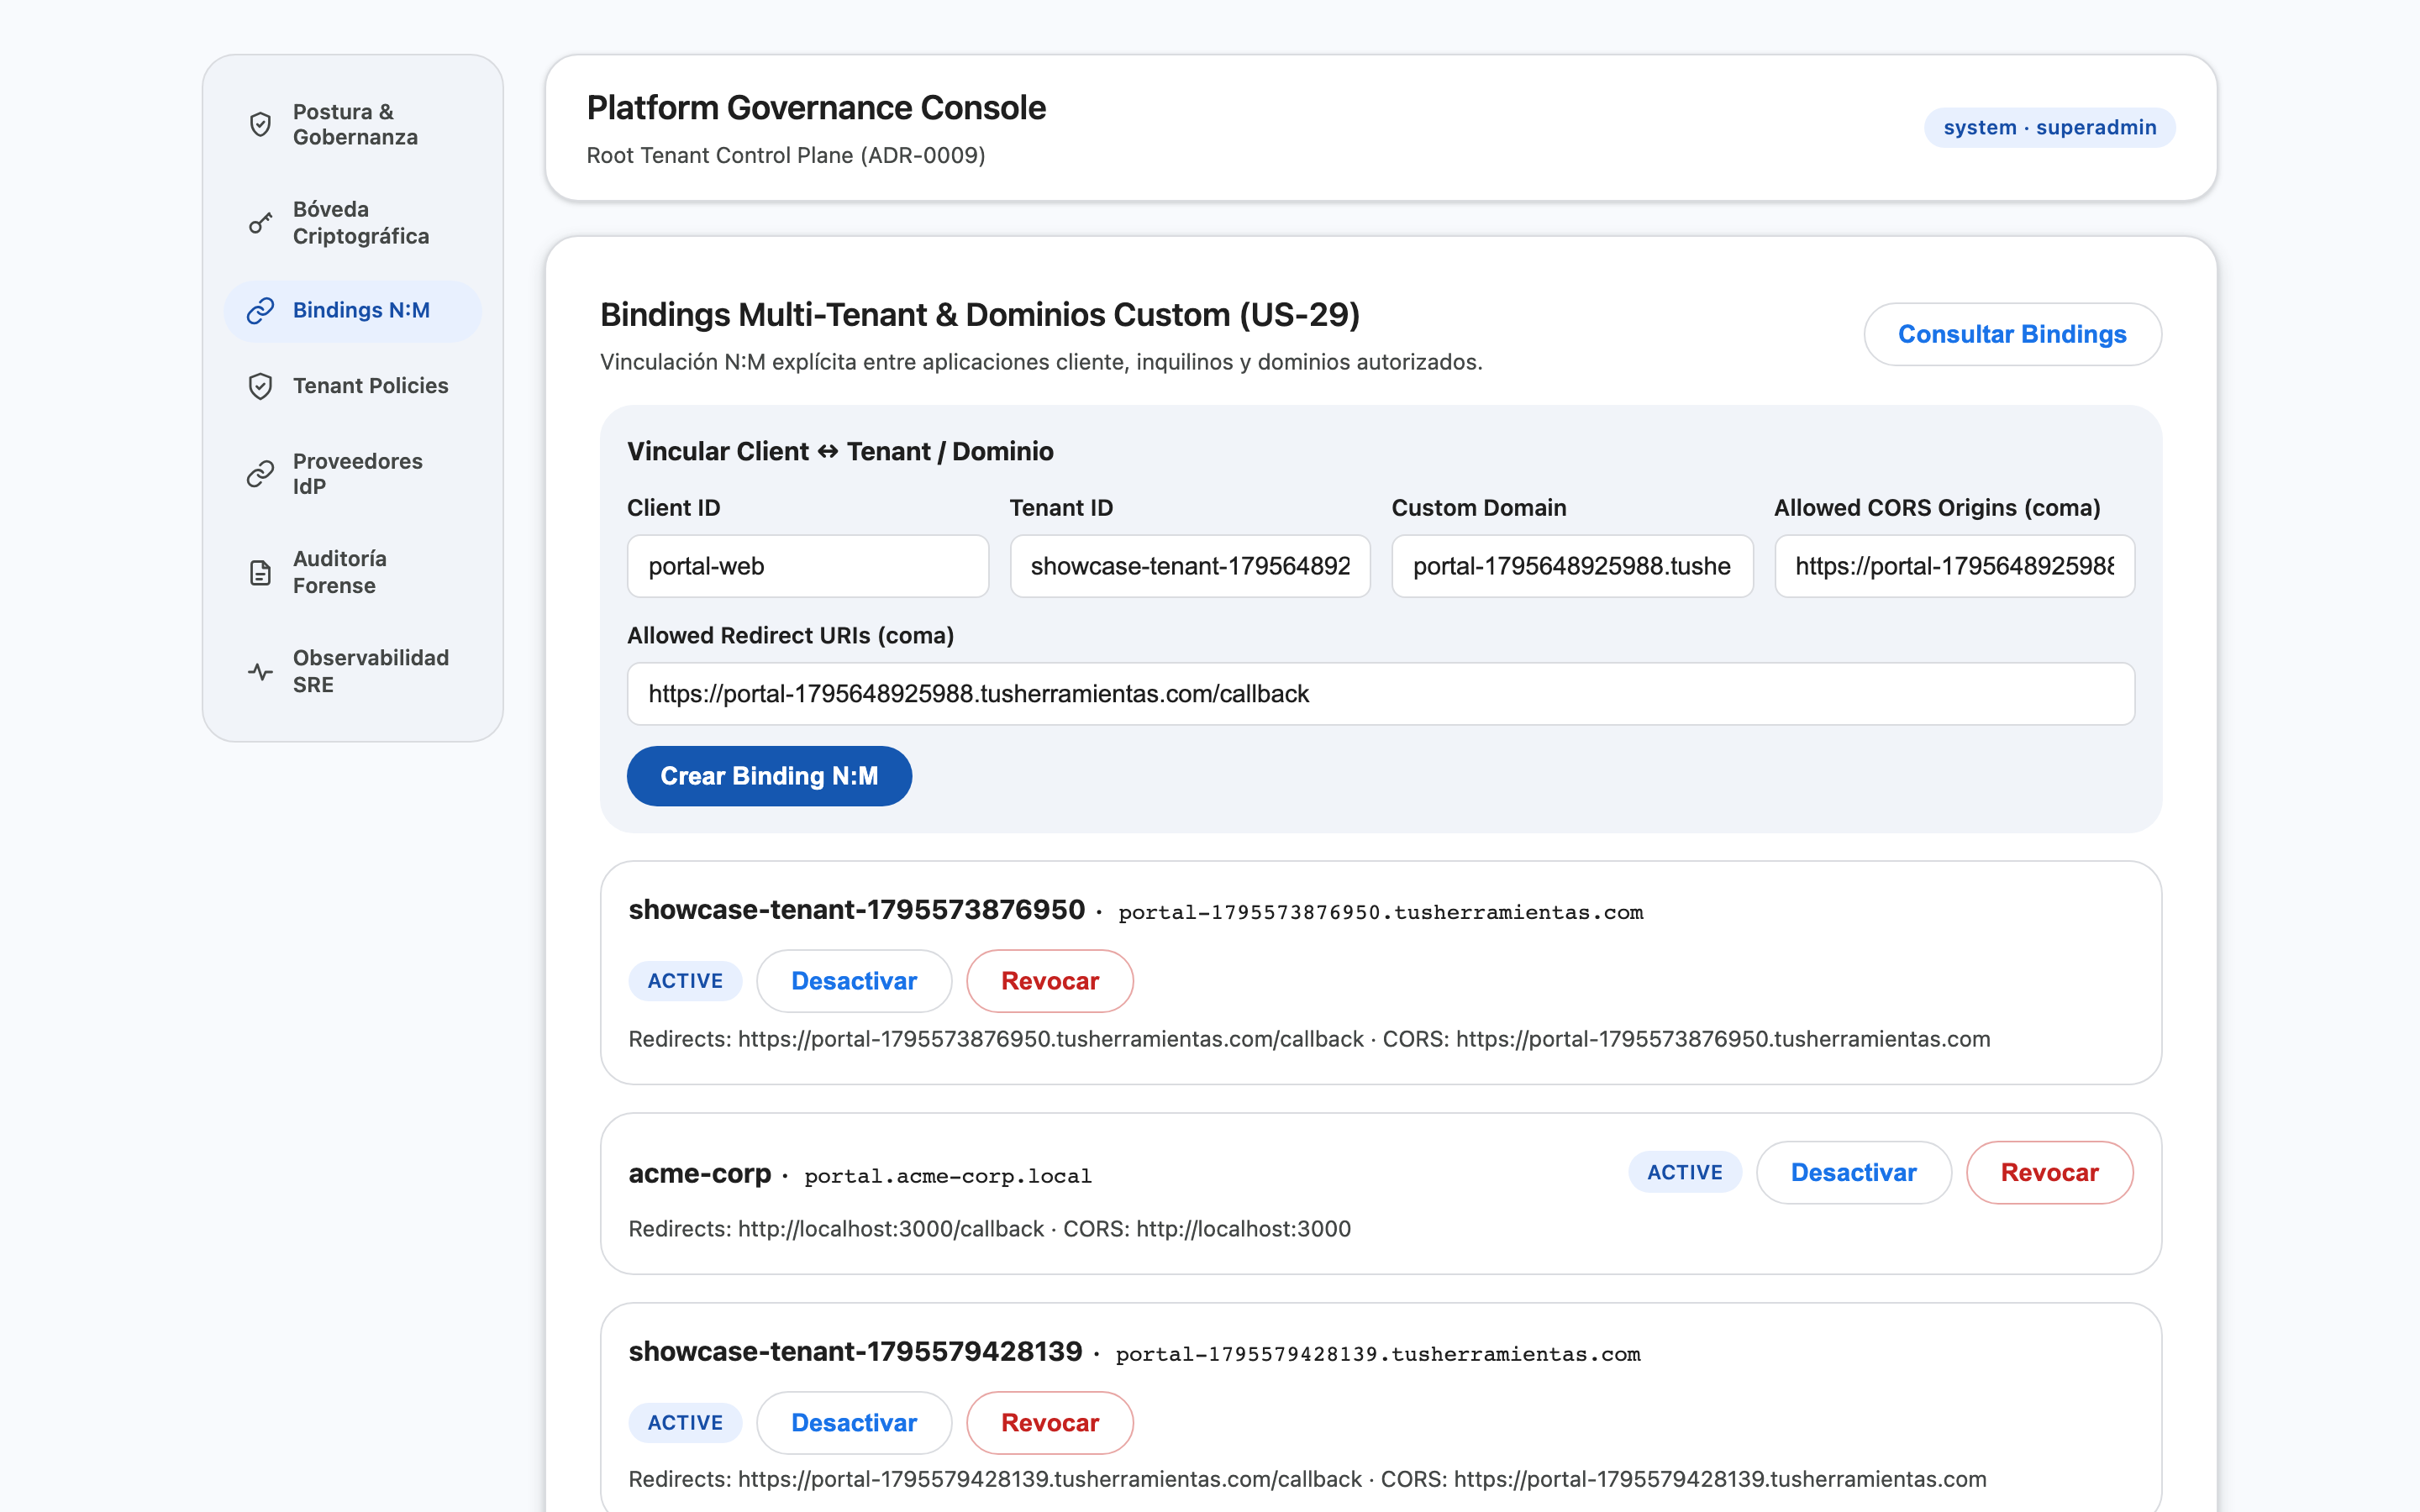 Postura &
Gobernanza
Bóveda
Criptográfica
Bindings N:M
Tenant Policies
Proveedores
IdP
Auditoría
Forense
Observabilidad
SRE
Platform Governance Console
Root Tenant Control Plane (ADR-0009)
system · superadmin
Bindings Multi-Tenant & Dominios Custom (US-29)
Vinculación N:M explícita entre aplicaciones cliente, inquilinos y dominios autorizados.
Consultar Bindings
Vincular Client ↔ Tenant / Dominio
Client ID
portal-web
Tenant ID
showcase-tenant-179564892
Custom Domain
portal-1795648925988.tushe
Allowed CORS Origins (coma)
https://portal-1795648925988
Allowed Redirect URIs (coma)
https://portal-1795648925988.tusherramientas.com/callback
Crear Binding N:M
showcase-tenant-1795573876950 · portal-1795573876950.tusherramientas.com
ACTIVE Desactivar Revocar
Redirects: https://portal-1795573876950.tusherramientas.com/callback · CORS: https://portal-1795573876950.tusherramientas.com
acme-corp · portal.acme-corp.local
ACTIVE Desactivar Revocar
Redirects: http://localhost:3000/callback · CORS: http://localhost:3000
showcase-tenant-1795579428139 · portal-1795579428139.tusherramientas.com
ACTIVE Desactivar Revocar
Redirects: https://portal-1795579428139.tusherramientas.com/callback · CORS: https://portal-1795579428139.tusherramientas.com